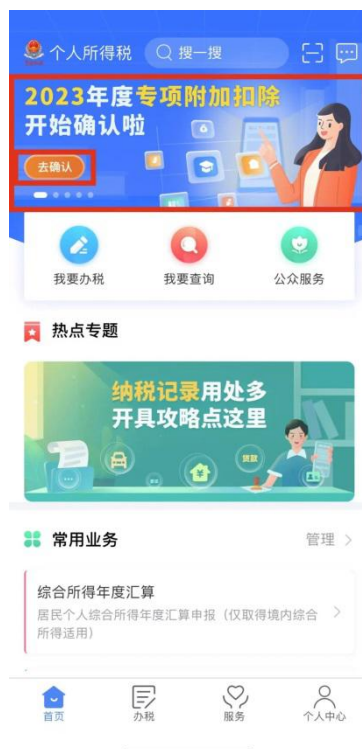 个人所得税
搜一搜
2023年度专项附加扣除
开始确认啦
去确认
我要办税
我要查询
公众服务
热点专题
纳税记录用处多
开具攻略点这里
贷款
常用业务
管理 >
综合所得年度汇算
居民个人综合所得年度汇算申报（仅取得境内综合
所得适用）
首页
办税
服务
个人中心